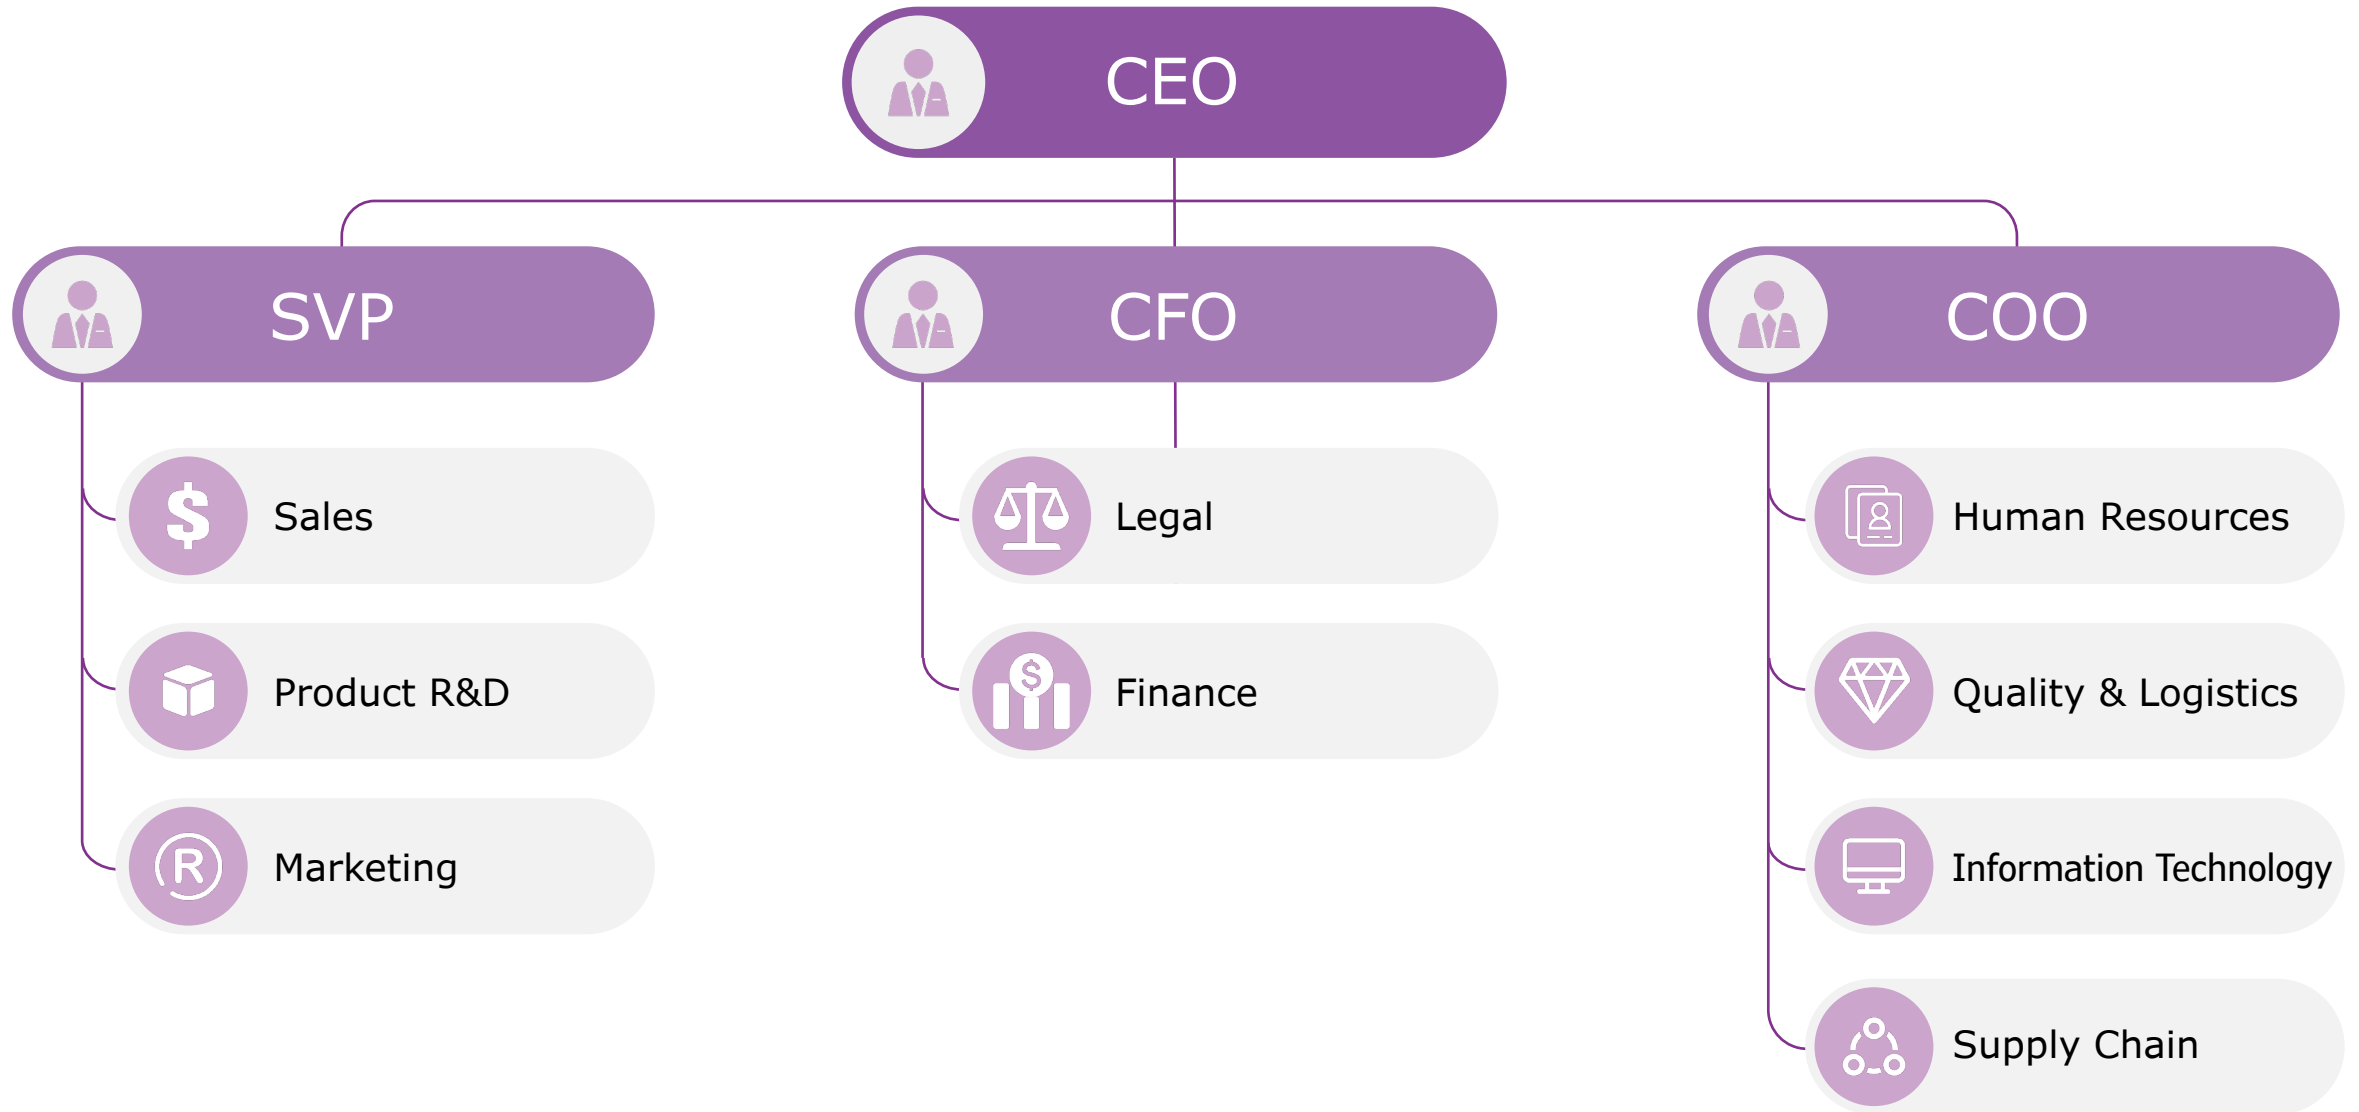 CEO
SVP
CFO
COO
$ Sales
Legal
Human Resources
Product R&D
$ Finance
Quality & Logistics
R Marketing
Information Technology
Supply Chain